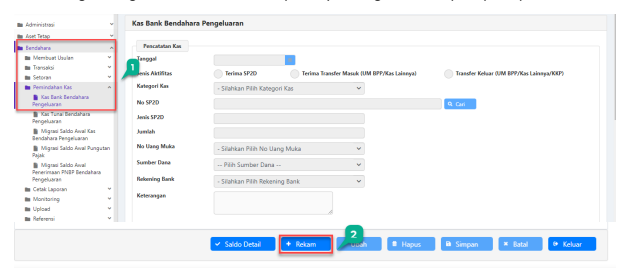 Administrasi
Aset Tetap
Bendahara
Membuat Usulan
Transaksi
Setoran
Pemindahan Kas
Kas Bank Bendahara
Pengeluaran
Kas Tunai Bendahara
Pengeluaran
Migrasi Saldo Awal Kas
Bendahara Pengeluaran
Migrasi Saldo Awal Pungutan
Pajak
Migrasi Saldo Awal
Penerimaan PNBP Bendahara
Pengeluaran
Cetak Laporan
Monitoring
Upload
Referensi
1
Kas Bank Bendahara Pengeluaran
Pencatatan Kas
Tanggal
Jenis Aktifitas
Terima SP2D
Terima Transfer Masuk (UM BPP/Kas Lainnya)
Transfer Keluar (UM BPP/Kas Lainnya/KKP)
Kategori Kas
- Silahkan Pilih Kategori Kas
No SP2D
Cari
Jenis SP2D
Jumlah
No Uang Muka
- Silahkan Pilih No Uang Muka
Sumber Dana
-- Pilih Sumber Dana --
Rekening Bank
- Silahkan Pilih Rekening Bank
Keterangan
2
Saldo Detail
+ Rekam
Hapus
Simpan
× Batal
Keluar